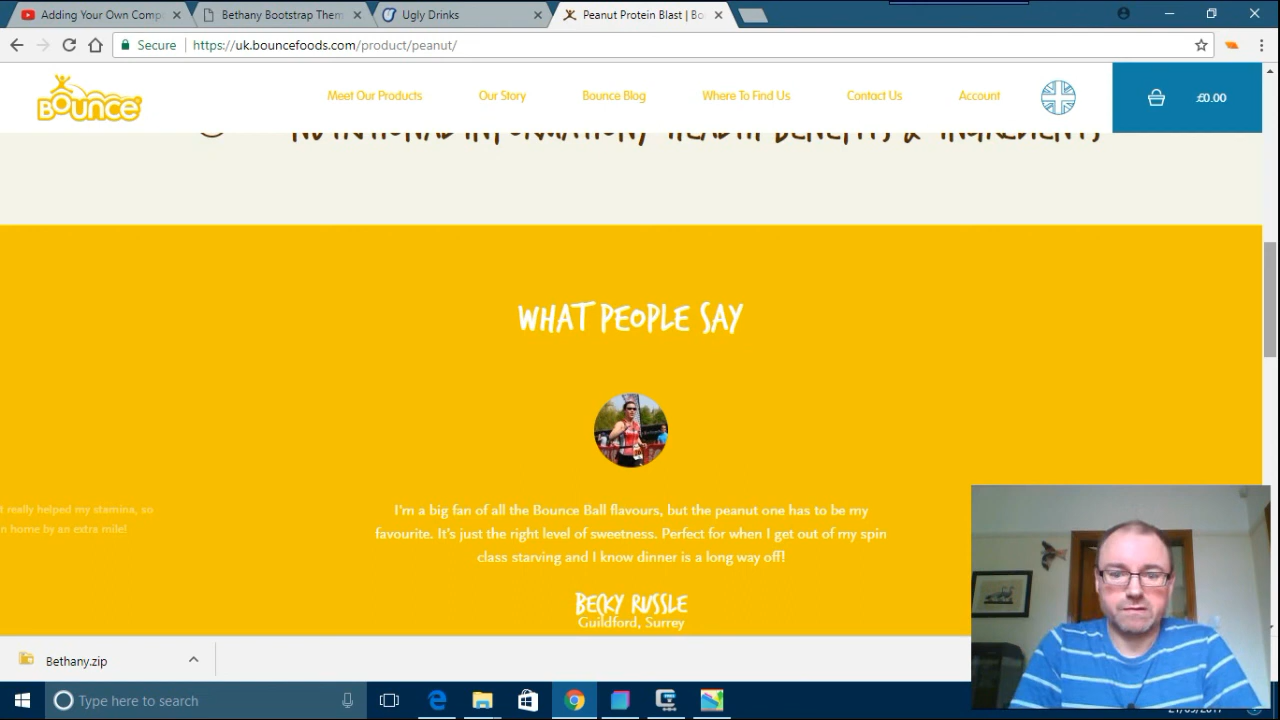 Adding Your Own Comp
Bethany Bootstrap Them
Ugly Drinks
Peanut Protein Blast | Bo
Secure
https://uk.bouncefoods.com/product/peanut/
BOUNCE
Meet Our Products
Our Story
Bounce Blog
Where To Find Us
Contact Us
Account
£0.00
NUTRITIONAL INFORMATION, HEALTH BENEFITS & INGREDIENTS
WHAT PEOPLE SAY
really helped my stamina, so
n home by an extra mile!
I'm a big fan of all the Bounce Ball flavours, but the peanut one has to be my
favourite. It's just the right level of sweetness. Perfect for when I get out of my spin
class starving and I know dinner is a long way off!
BECKY RUSSLE
Guildford, Surrey
Bethany.zip
Type here to search